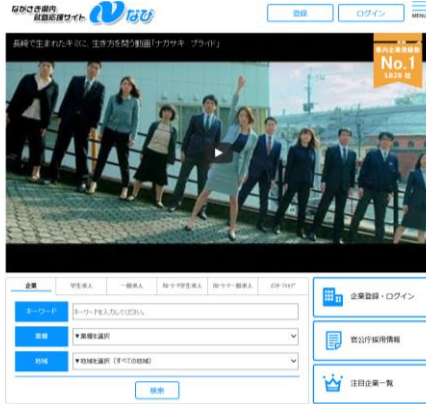 ながさき県内
就職応援サイト
Nなび
登録
ログイン
MENU
長崎で生まれたキミに、生き方を問う動画「ナガサキ プライド」
県内企業登録数
No.1
1828 社
企業
学生求人
一般求人
キーワード
キーワードを入力してください。
業種
▼業種を選択
地域
▼地域を選択（すべての地域）
検索
企業登録・ログイン
官公庁採用情報
注目企業一覧